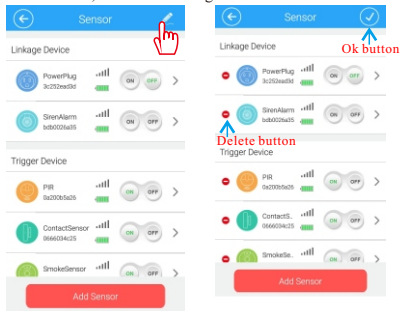 Sensor
Linkage Device
PowerPlug
3c252ead3d
ON OFF
SirenAlarm
bdb0026a35
ON OFF
Trigger Device
PIR
0a200b5a26
ON OFF
ContactSensor
0666034c25
ON OFF
SmokeSensor
ON OFF
Add Sensor
Sensor
Ok button
Linkage Device
PowerPlug
3c252ead3d
ON OFF
SirenAlarm
bdb0026a35
ON OFF
Delete button
Trigger Device
PIR
0a200b5a26
ON OFF
ContactS..
0666034c25
ON OFF
SmokeSe..
ON OFF
Add Sensor